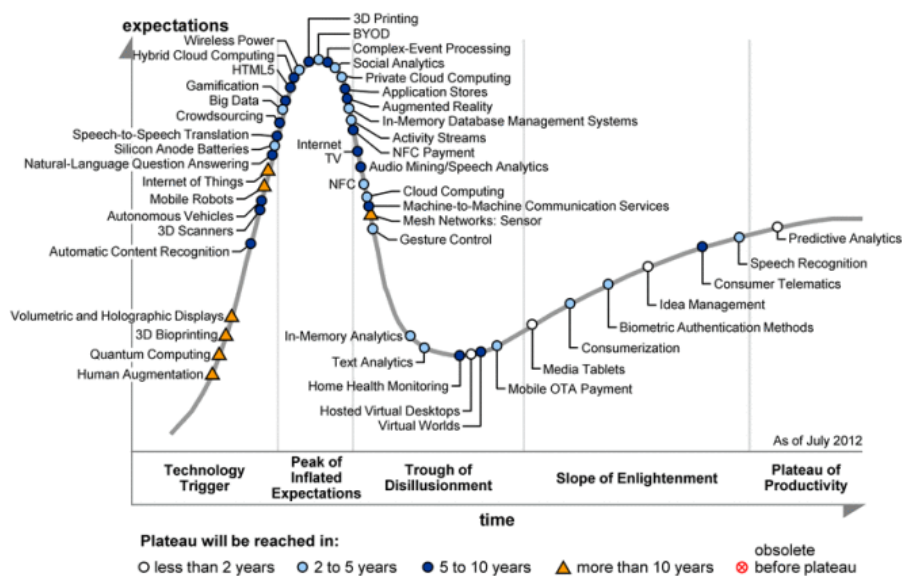 expectations
3D Printing
BYOD
Wireless Power
Complex-Event Processing
Hybrid Cloud Computing
Social Analytics
HTML5
Private Cloud Computing
Gamification
Application Stores
Big Data
Augmented Reality
Crowdsourcing
In-Memory Database Management Systems
Speech-to-Speech Translation
Activity Streams
Silicon Anode Batteries
Internet
TV
NFC Payment
Natural-Language Question Answering
Audio Mining/Speech Analytics
Internet of Things
NFC
Mobile Robots
Cloud Computing
Autonomous Vehicles
Machine-to-Machine Communication Services
3D Scanners
Mesh Networks: Sensor
Automatic Content Recognition
Gesture Control
Predictive Analytics
Speech Recognition
Consumer Telematics
Idea Management
Volumetric and Holographic Displays
Biometric Authentication Methods
3D Bioprinting
In-Memory Analytics
Consumerization
Quantum Computing
Text Analytics
Media Tablets
Human Augmentation
Home Health Monitoring
Mobile OTA Payment
Hosted Virtual Desktops
Virtual Worlds
As of July 2012
Technology
Trigger
Peak of
Inflated
Expectations
Trough of
Disillusionment
Slope of Enlightenment
Plateau of
Productivity
time
Plateau will be reached in:
less than 2 years
2 to 5 years
5 to 10 years
more than 10 years
obsolete
before plateau